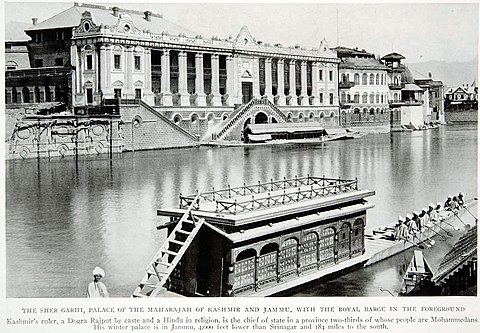 THE SHER GARHI, PALACE OF THE MAHARAJAH OF KASHMIR AND JAMMU, WITH THE ROYAL BARGE IN THE FOREGROUND
Kashmir's ruler, a Dogra Rajput by caste and a Hindu in religion, is the chief of state in a province two-thirds of whose people are Mohammedans.
His winter palace is in Jammu, 4,000 feet lower than Srinagar and 184 miles to the south.